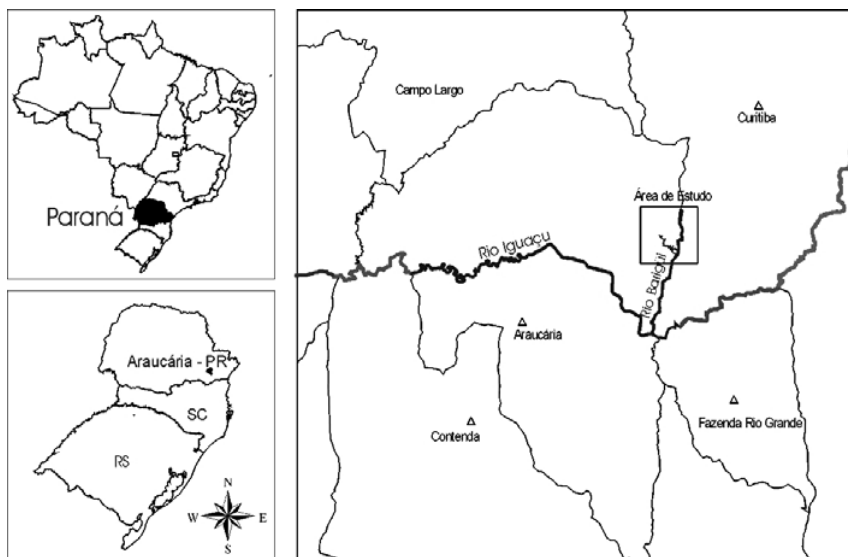 Paraná
Araucária - PR
SC
RS
N
W
E
S
Campo Largo
Curitiba
Área de Estudo
Rio Iguaçu
Rio Barigüi
Araucária
Contenda
Fazenda Rio Grande